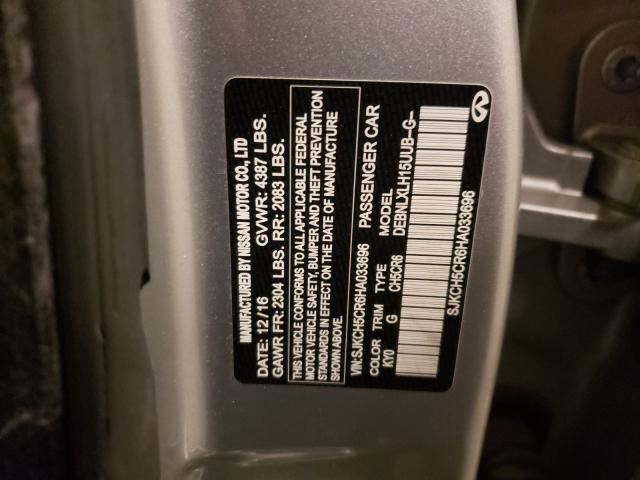 MANUFACTURED BY NISSAN MOTOR CO., LTD
DATE: 12/16 GVWR: 4387 LBS.
GAWR FR: 2304 LBS. RR: 2083 LBS.
THIS VEHICLE CONFORMS TO ALL APPLICABLE FEDERAL
MOTOR VEHICLE SAFETY, BUMPER AND THEFT PREVENTION
STANDARDS IN EFFECT ON THE DATE OF MANUFACTURE
SHOWN ABOVE.
VIN:SJKCH5CR6HA033696 PASSENGER CAR
COLOR TRIM TYPE MODEL
KY0 G CH5CR6 DEBNLXLH15UUB-G-
SJKCH5CR6HA033696